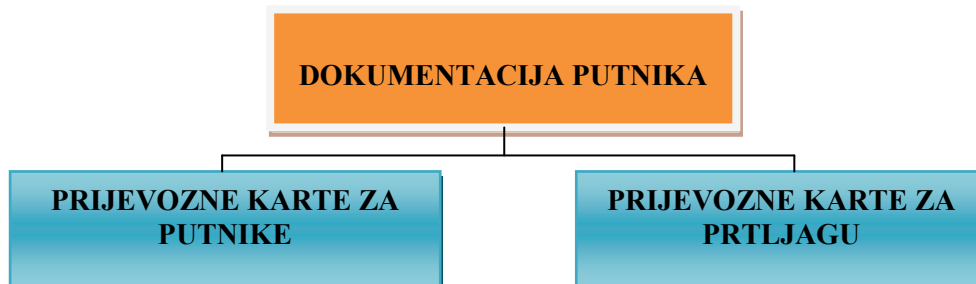 DOKUMENTACIJA PUTNIKA
PRIJEVOZNE KARTE ZA
PUTNIKE
PRIJEVOZNE KARTE ZA
PRTLJAGU